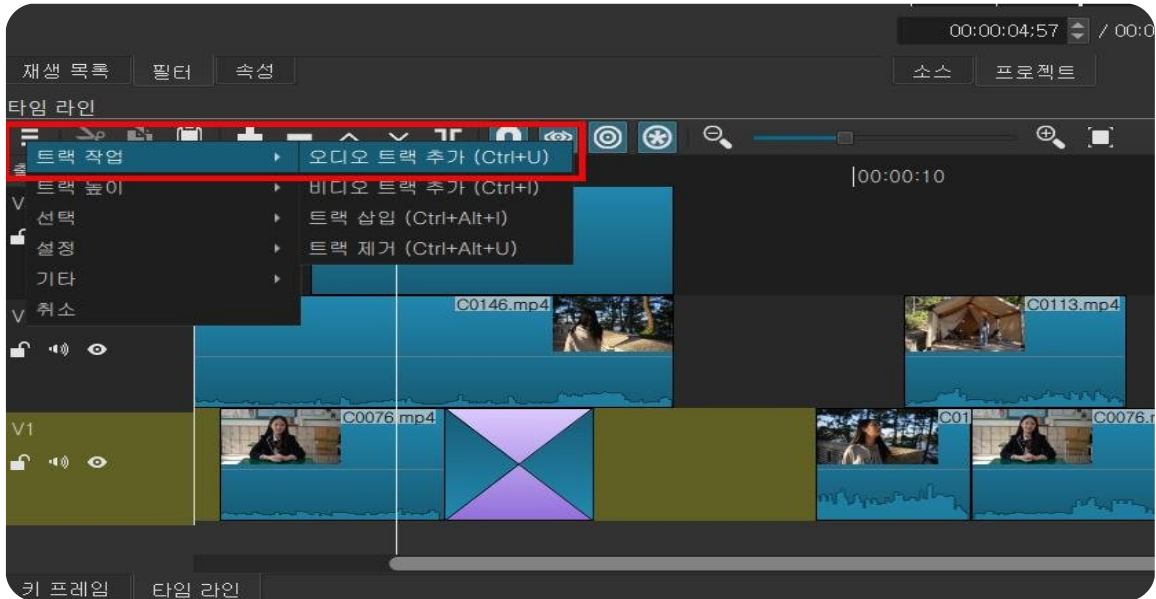 00:00:04;57 / 00:0
재생 목록 필터 속성 소스 프로젝트
타임 라인
트랙 작업 오디오 트랙 추가 (Ctrl+U)
00:00:10
트랙 높이 비디오 트랙 추가 (Ctrl+I)
V
선택 트랙 삽입 (Ctrl+Alt+I)
설정 트랙 제거 (Ctrl+Alt+U)
기타
V 취소 C0146.mp4 C0113.mp4
V1 C0076.mp4 C01 C0076.m
키 프레임 타임 라인